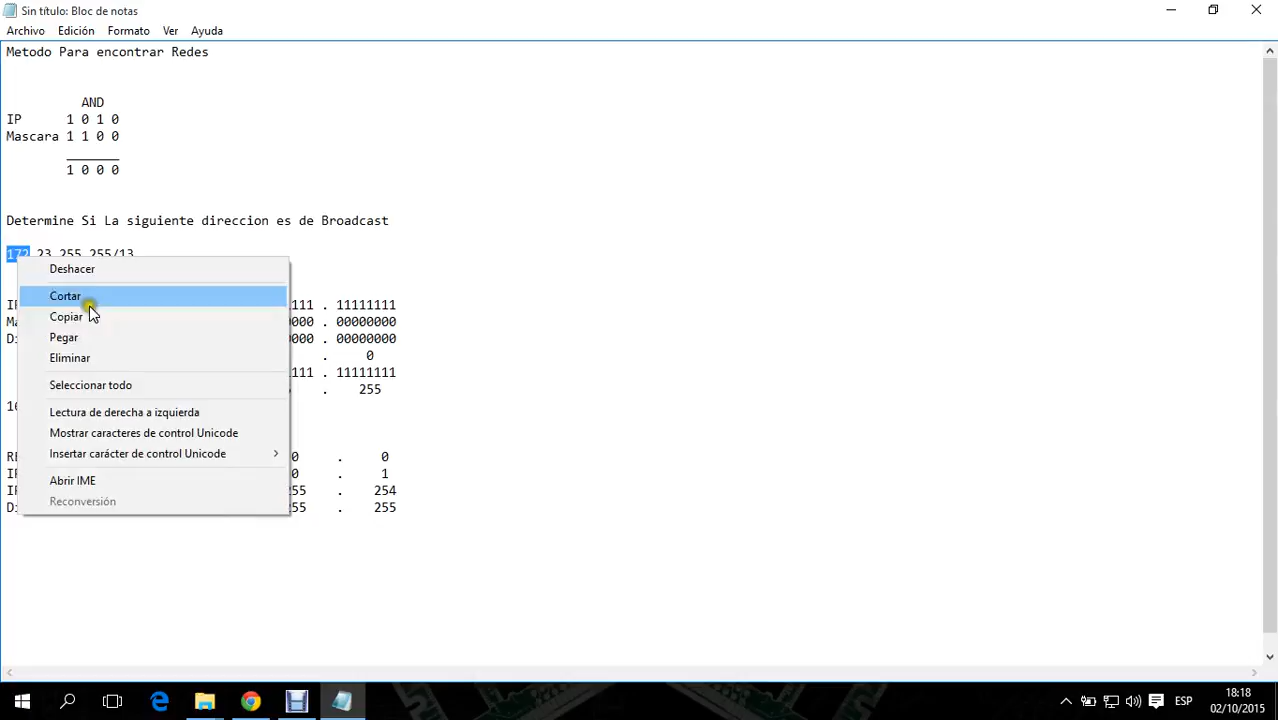 Sin título: Bloc de notas
Archivo Edición Formato Ver Ayuda
Metodo Para encontrar Redes
AND
IP 1 0 1 0
Mascara 1 1 0 0
1 0 0 0
Determine Si La siguiente direccion es de Broadcast
172 23 255 255/13
Deshacer
Cortar
Copiar
Pegar
Eliminar
Seleccionar todo
Lectura de derecha a izquierda
Mostrar caracteres de control Unicode
Insertar carácter de control Unicode
Abrir IME
Reconversión
111 . 11111111
000 . 00000000
000 . 00000000
. 0
111 . 11111111
. 255
0 . 0
0 . 1
255 . 254
255 . 255
ESP
18:18
02/10/2015